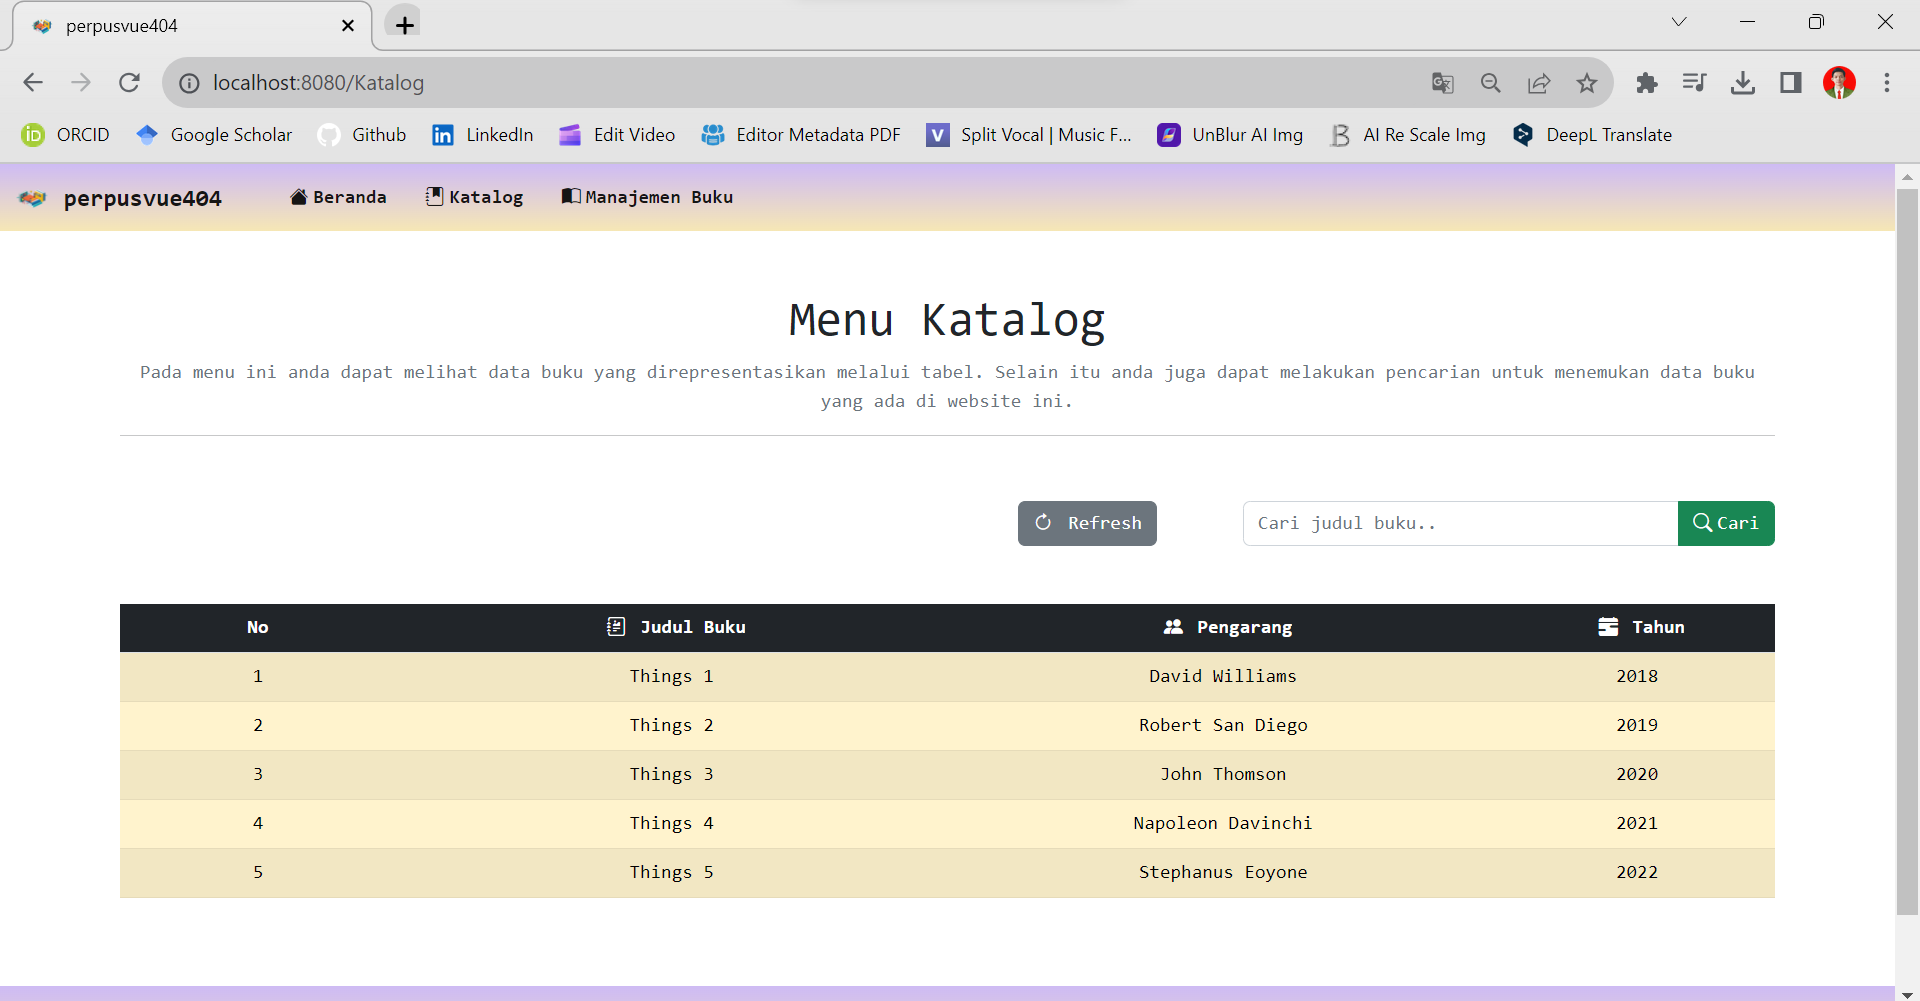 perpusvue404
localhost:8080/Katalog
ORCID Google Scholar Github LinkedIn Edit Video Editor Metadata PDF Split Vocal | Music F... UnBlur AI Img AI Re Scale Img DeepL Translate
perpusvue404 Beranda Katalog Manajemen Buku
Menu Katalog
Pada menu ini anda dapat melihat data buku yang direpresentasikan melalui tabel. Selain itu anda juga dapat melakukan pencarian untuk menemukan data buku
yang ada di website ini.
Refresh Cari judul buku.. Cari
No Judul Buku Pengarang Tahun
1 Things 1 David Williams 2018
2 Things 2 Robert San Diego 2019
3 Things 3 John Thomson 2020
4 Things 4 Napoleon Davinchi 2021
5 Things 5 Stephanus Eoyone 2022